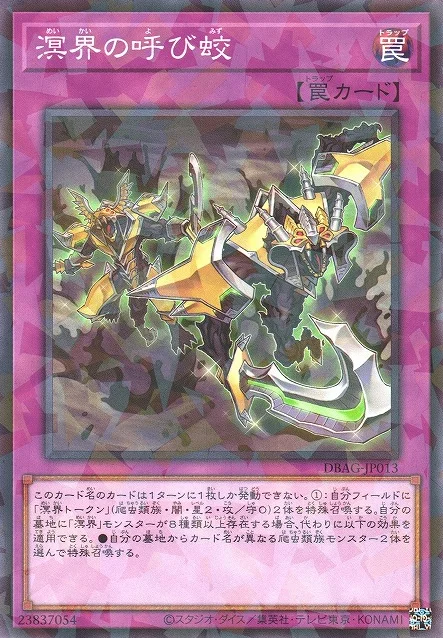 溟界の呼び蛟
罠
【罠カード】
DBAG-JP013
このカード名のカードは1ターンに1枚しか発動できない。①:自分フィールドに
「溟界トークン」(爬虫類族・闇・星2・攻/守0)2体を特殊召喚する。自分の
墓地に「溟界」モンスターが8種類以上存在する場合、代わりに以下の効果を
適用できる。●自分の墓地からカード名が異なる爬虫類族モンスター2体を
選んで特殊召喚する。
23837054
©スタジオ・ダイス/集英社・テレビ東京・KONAMI